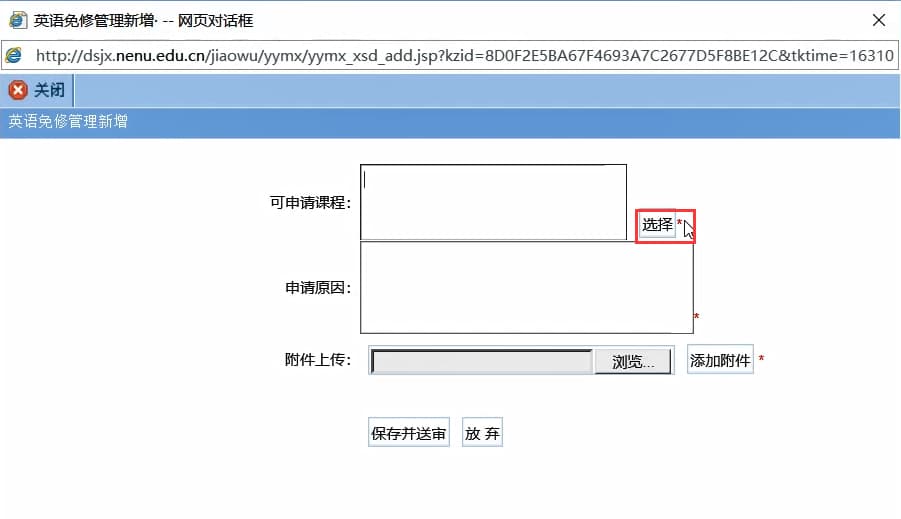 英语免修管理新增· -- 网页对话框
http://dsjx.nenu.edu.cn/jiaowu/yymx/yymx_xsd_add.jsp?kzid=8D0F2E5BA67F4693A7C2677D5F8BE12C&tktime=16310
关闭
英语免修管理新增
可申请课程：
选择 *
申请原因：
*
附件上传：
浏览... 添加附件 *
保存并送审 放 弃